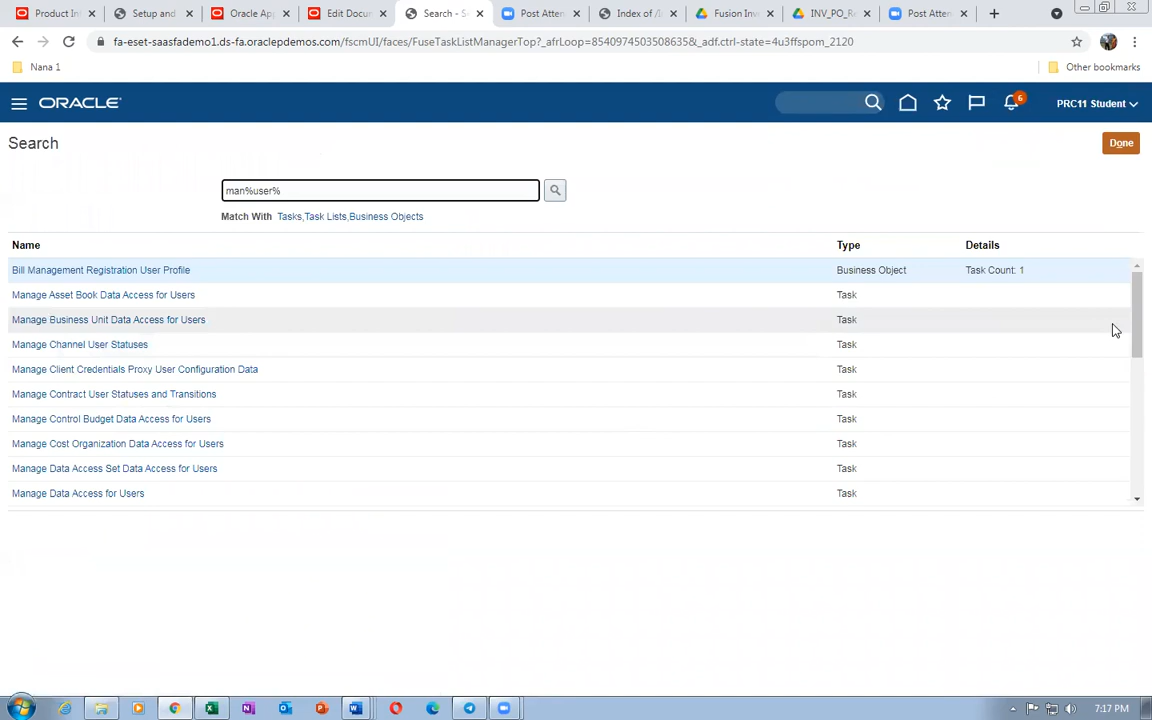 Product In
Setup and
Oracle Ap
Edit Docu
Search - S
Post Atten
Index of /
Fusion Inv
INV_PO_R
Post Atten
fa-eset-saasfademo1.ds-fa.oraclepdemos.com/fscmUI/faces/FuseTaskListManagerTop?_afrLoop=85409745035086358&_adf.ctrl-state=4u3ffspom_2120
Nana 1
Other bookmarks
ORACLE
6
PRC11 Student
Search
Done
man%user%
Match With Tasks,Task Lists,Business Objects
Name Type Details
Bill Management Registration User Profile Business Object Task Count: 1
Manage Asset Book Data Access for Users Task
Manage Business Unit Data Access for Users Task
Manage Channel User Statuses Task
Manage Client Credentials Proxy User Configuration Data Task
Manage Contract User Statuses and Transitions Task
Manage Control Budget Data Access for Users Task
Manage Cost Organization Data Access for Users Task
Manage Data Access Set Data Access for Users Task
Manage Data Access for Users Task
7:17 PM